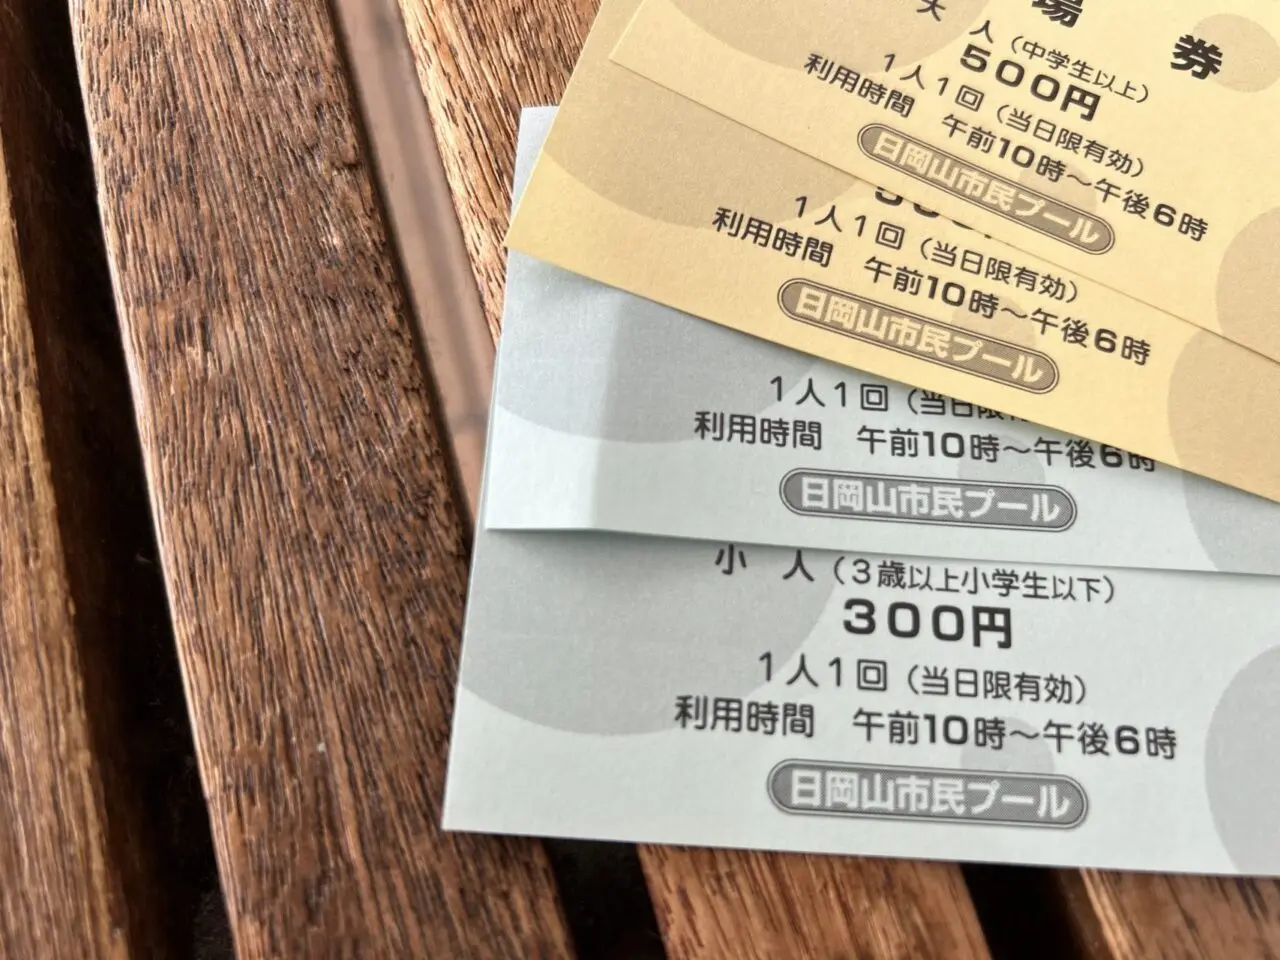 場　券
大　人（中学生以上）
500円
1人1回（当日限有効）
利用時間　午前10時～午後6時
日岡山市民プール
1人1回（当日限有効）
利用時間　午前10時～午後6時
日岡山市民プール
1人1回（当日限
利用時間　午前10時～午後6時
日岡山市民プール
小　人（3歳以上小学生以下）
300円
1人1回（当日限有効）
利用時間　午前10時～午後6時
日岡山市民プール